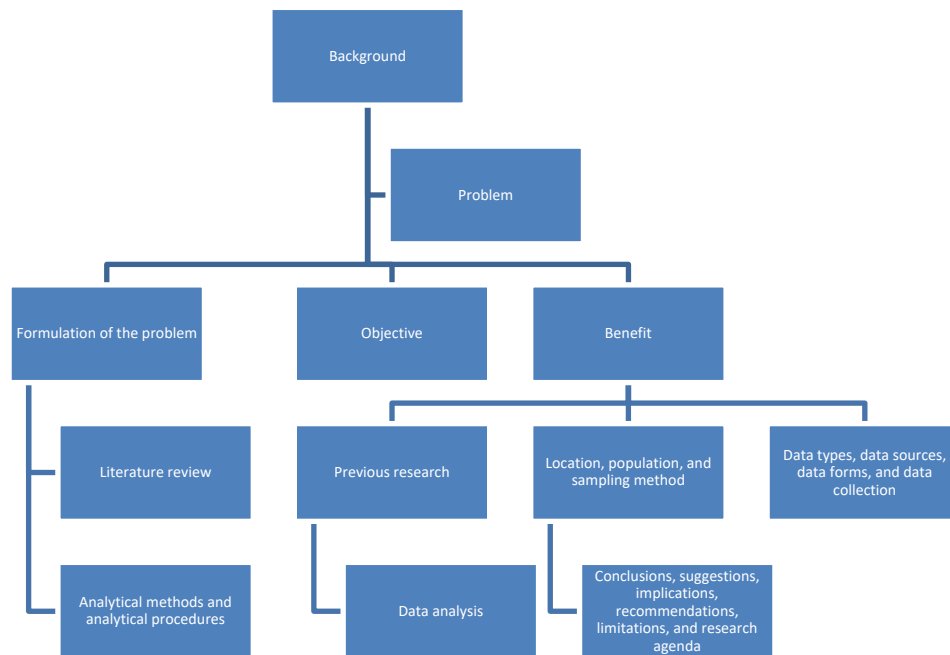 Background
Problem
Formulation of the problem
Objective
Benefit
Literature review
Previous research
Location, population, and
sampling method
Data types, data sources,
data forms, and data
collection
Analytical methods and
analytical procedures
Data analysis
Conclusions, suggestions,
implications,
recommendations,
limitations, and research
agenda